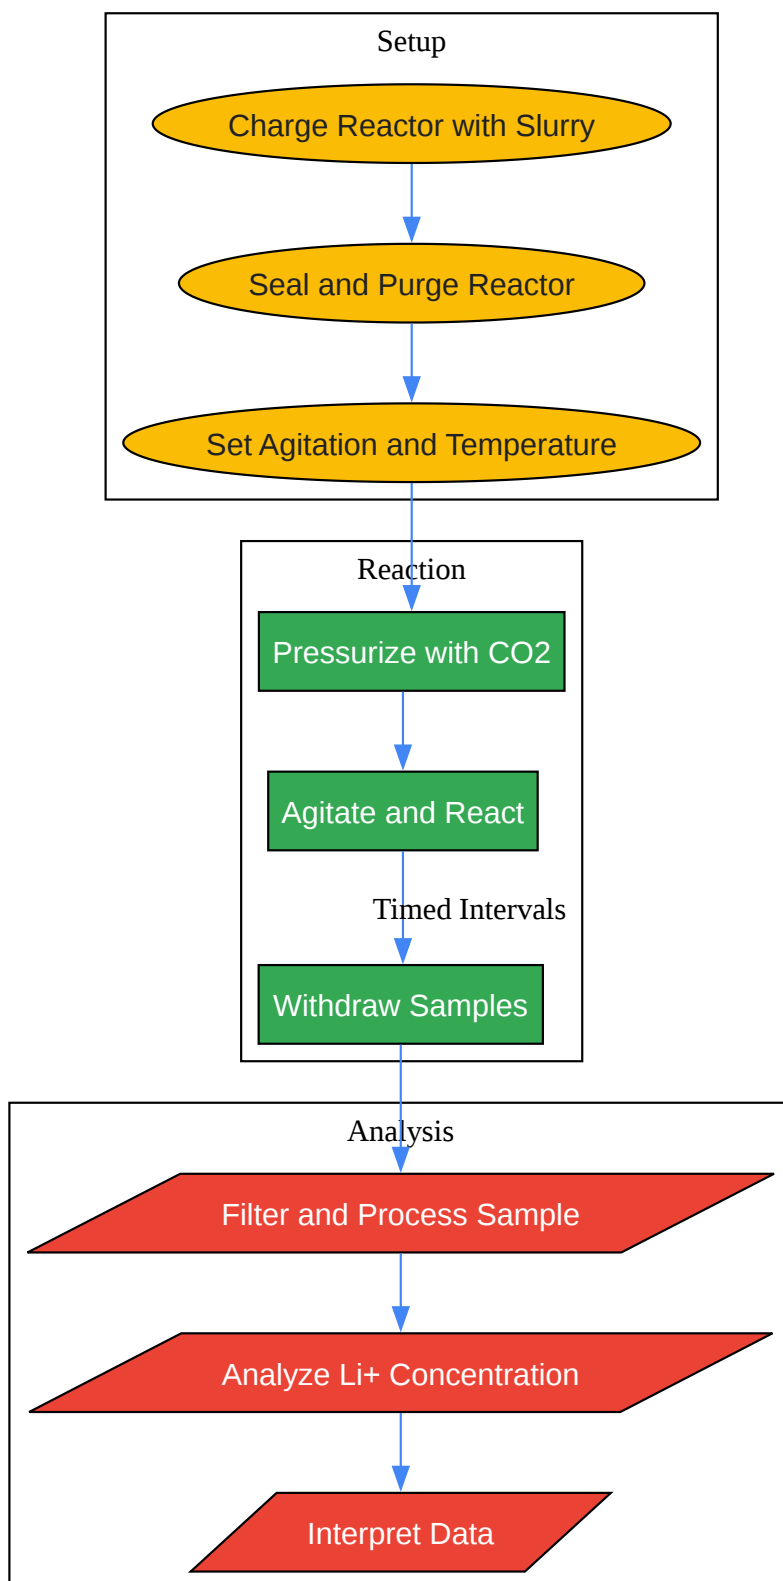 Setup
Charge Reactor with Slurry
Seal and Purge Reactor
Set Agitation and Temperature
Reaction
Pressurize with CO2
Agitate and React
Timed Intervals
Withdraw Samples
Analysis
Filter and Process Sample
Analyze Li+ Concentration
Interpret Data